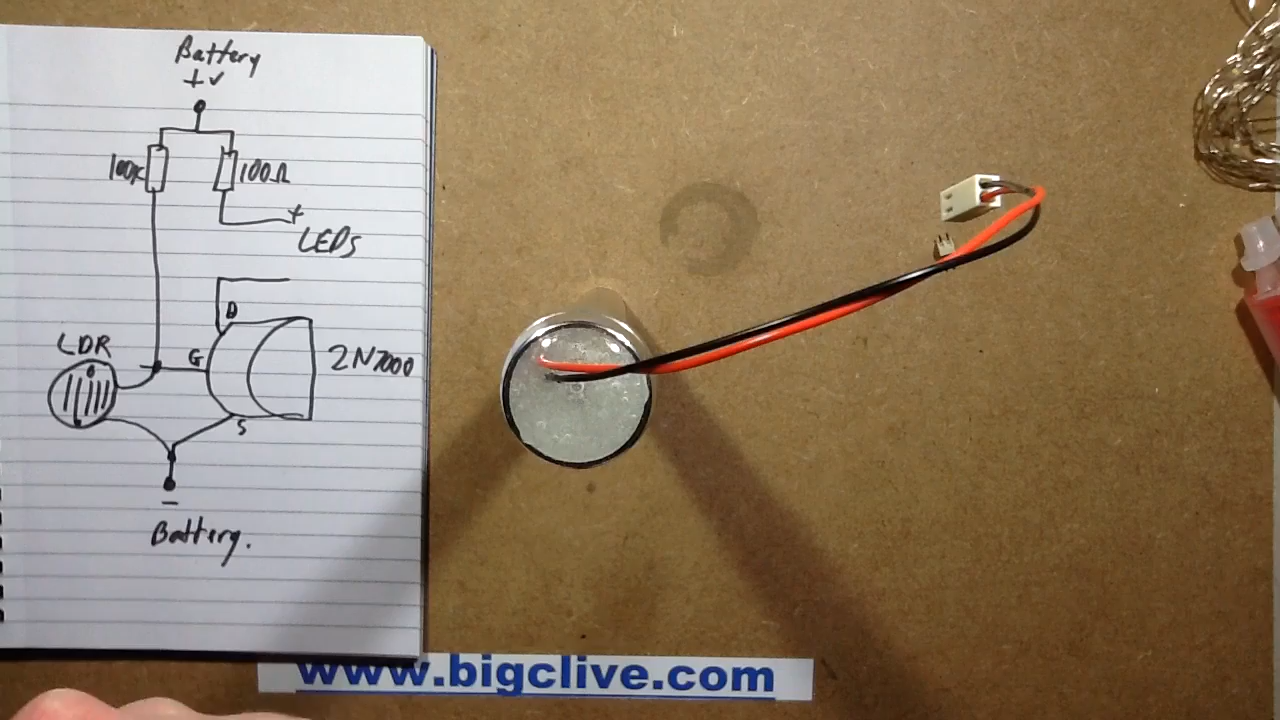 Battery
+v
100K
100Ω
+
LEDs
D
LDR
G
2N7000
S
−
Battery.
www.bigclive.com